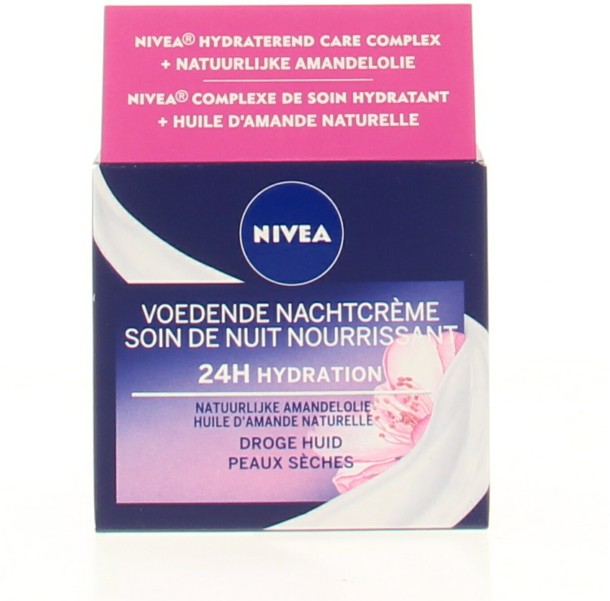 NIVEA® HYDRATEREND CARE COMPLEX
+ NATUURLIJKE AMANDELOLIE
NIVEA® COMPLEXE DE SOIN HYDRATANT
+ HUILE D'AMANDE NATURELLE
NIVEA
VOEDENDE NACHTCRÈME
SOIN DE NUIT NOURRISSANT
24H HYDRATION
NATUURLIJKE AMANDELOLIE
HUILE D'AMANDE NATURELLE
DROGE HUID
PEAUX SÈCHES